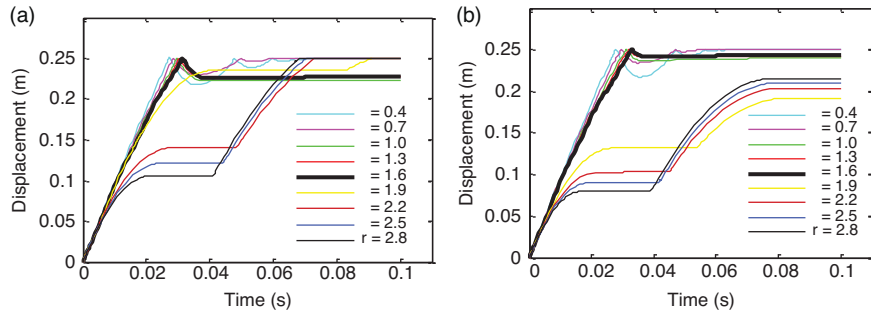 (a)
Displacement (m)
0.25
0.2
0.15
0.1
0.05
0
0 0.02 0.04 0.06 0.08 0.1
Time (s)
= 0.4
= 0.7
= 1.0
= 1.3
= 1.6
= 1.9
= 2.2
= 2.5
r = 2.8
(b)
Displacement (m)
0.25
0.2
0.15
0.1
0.05
0
0 0.02 0.04 0.06 0.08 0.1
Time (s)
= 0.4
= 0.7
= 1.0
= 1.3
= 1.6
= 1.9
= 2.2
= 2.5
r = 2.8